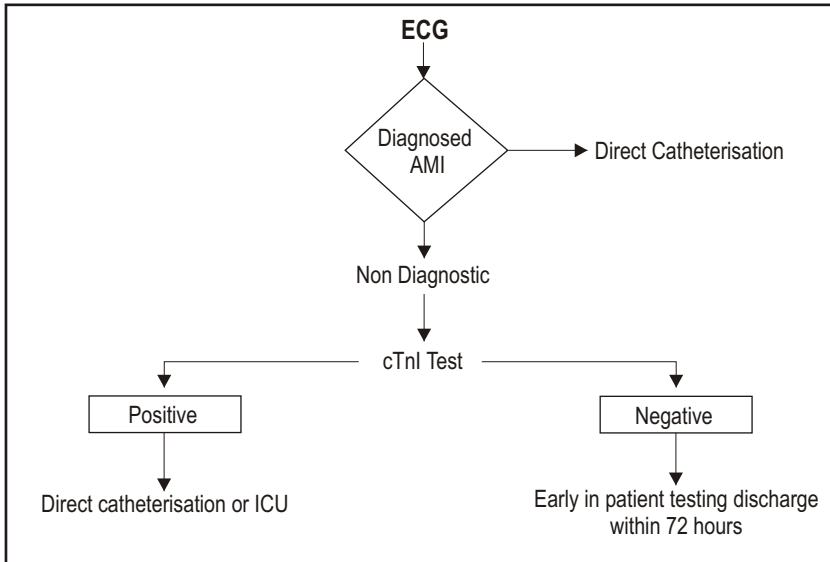 ECG
Diagnosed
AMI
Direct Catheterisation
Non Diagnostic
cTnI Test
Positive
Negative
Direct catheterisation or ICU
Early in patient testing discharge
within 72 hours